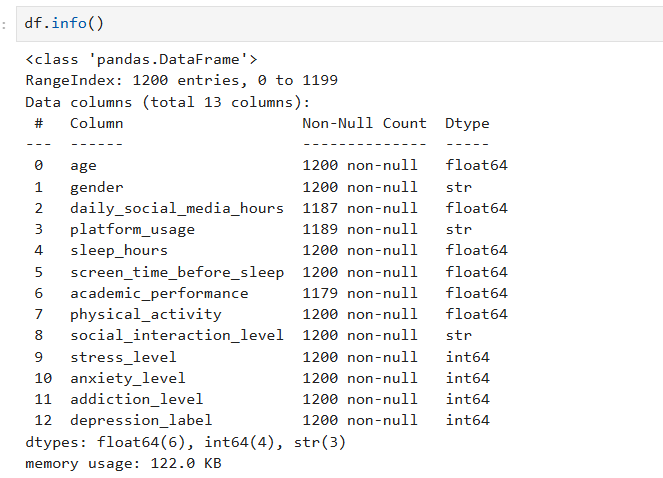 :
df.info()
<class 'pandas.DataFrame'>
RangeIndex: 1200 entries, 0 to 1199
Data columns (total 13 columns):
 #   Column                   Non-Null Count  Dtype
---  ------                   --------------  -----
 0   age                      1200 non-null   float64
 1   gender                   1200 non-null   str
 2   daily_social_media_hours  1187 non-null   float64
 3   platform_usage           1189 non-null   str
 4   sleep_hours              1200 non-null   float64
 5   screen_time_before_sleep  1200 non-null   float64
 6   academic_performance     1179 non-null   float64
 7   physical_activity        1200 non-null   float64
 8   social_interaction_level  1200 non-null   str
 9   stress_level             1200 non-null   int64
 10  anxiety_level            1200 non-null   int64
 11  addiction_level          1200 non-null   int64
 12  depression_label         1200 non-null   int64
dtypes: float64(6), int64(4), str(3)
memory usage: 122.0 KB